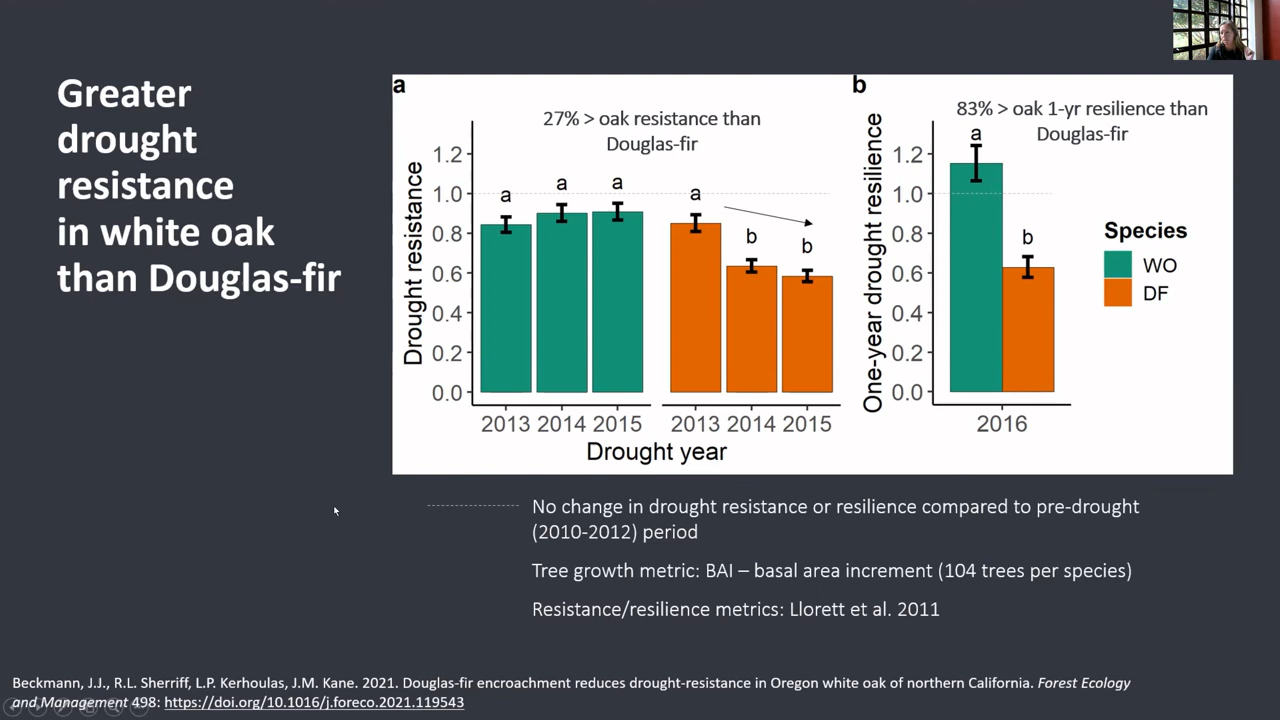 Greater
drought
resistance
in white oak
than Douglas-fir
a
27% > oak resistance than
Douglas-fir
Drought resistance
1.2
1.0
0.8
0.6
0.4
0.2
0.0
a a a
a b b
2013 2014 2015 2013 2014 2015
Drought year
b
83% > oak 1-yr resilience than
Douglas-fir
One-year drought resilience
1.2
1.0
0.8
0.6
0.4
0.2
0.0
a
b
2016
Species
WO
DF
No change in drought resistance or resilience compared to pre-drought
(2010-2012) period
Tree growth metric: BAI – basal area increment (104 trees per species)
Resistance/resilience metrics: Llorett et al. 2011
Beckmann, J.J., R.L. Sherriff, L.P. Kerhoulas, J.M. Kane. 2021. Douglas-fir encroachment reduces drought-resistance in Oregon white oak of northern California. Forest Ecology
and Management 498: https://doi.org/10.1016/j.foreco.2021.119543